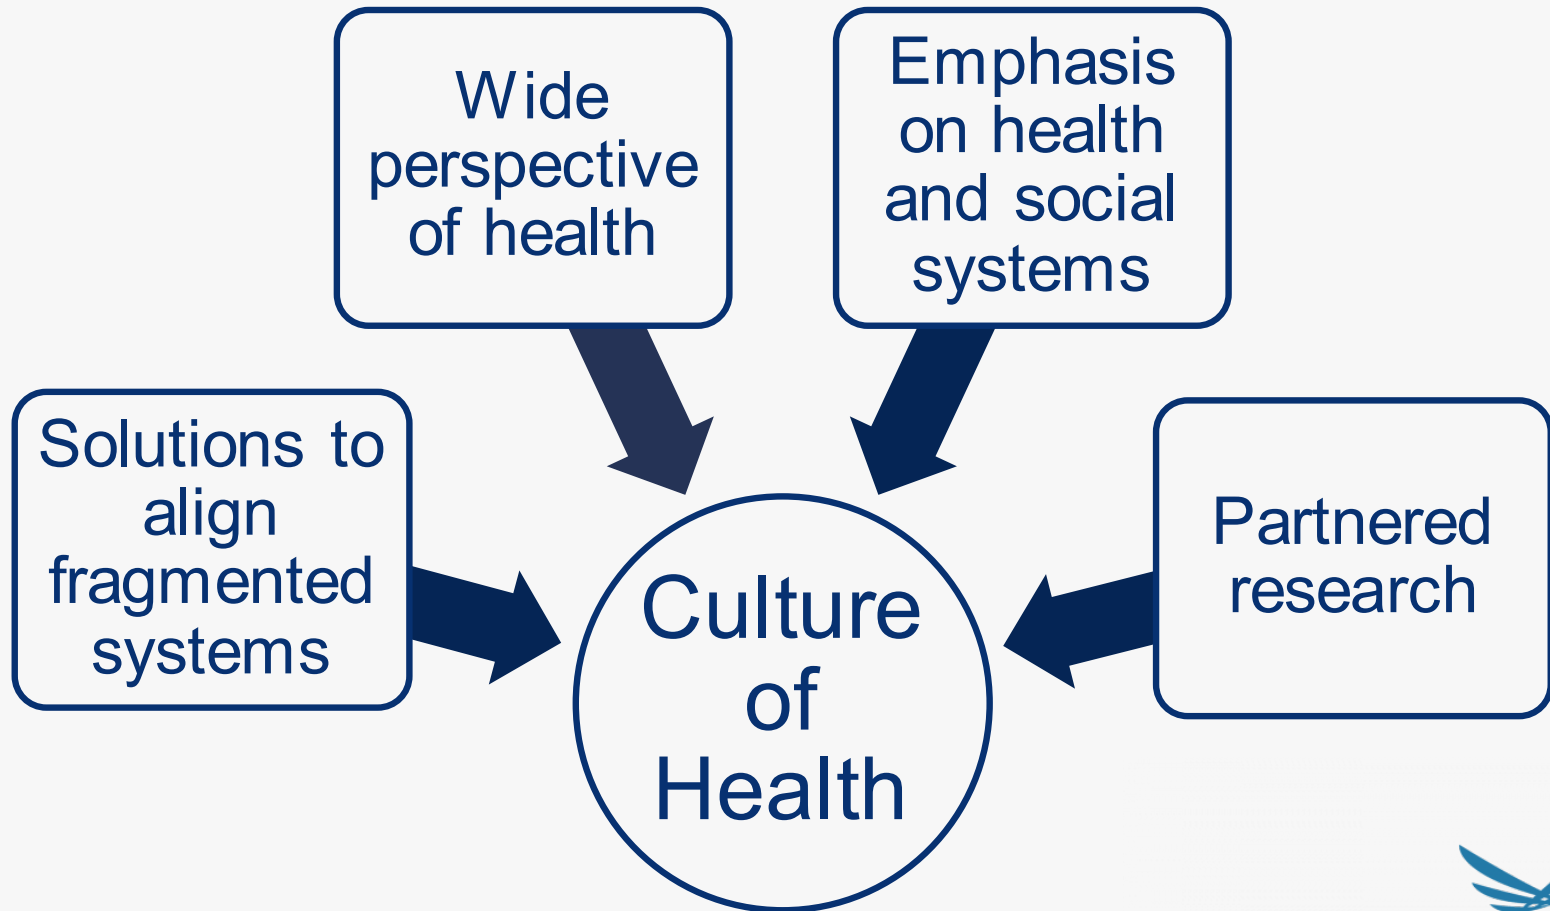 Wide
perspective
of health
Emphasis
on health
and social
systems
Solutions to
align
fragmented
systems
Partnered
research
Culture
of
Health